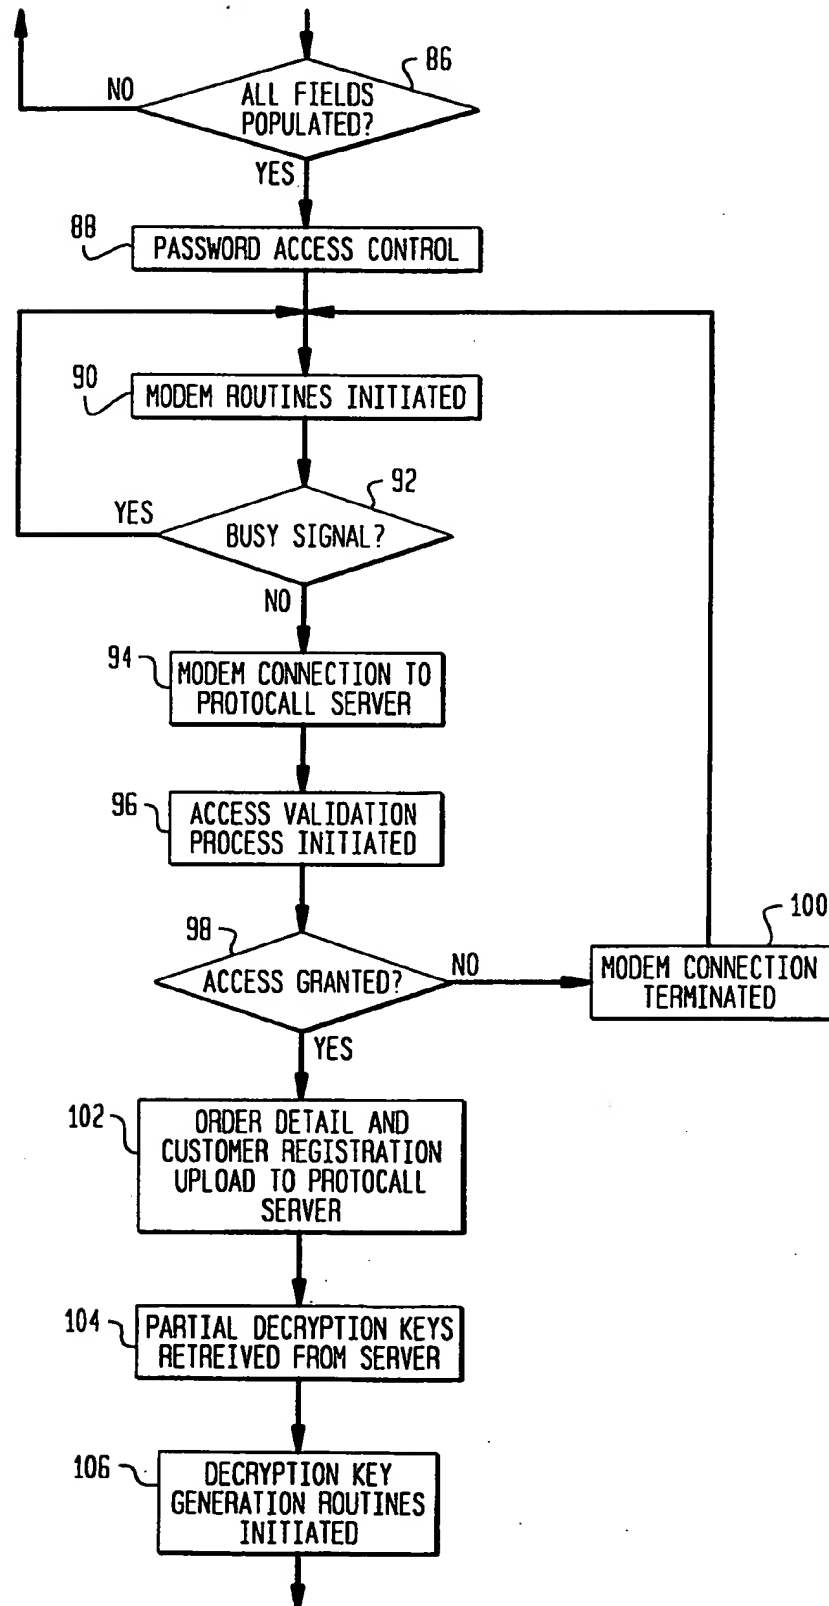 86
NO
ALL FIELDS
POPULATED?
YES
88
PASSWORD ACCESS CONTROL
90
MODEM ROUTINES INITIATED
92
YES
BUSY SIGNAL?
NO
94
MODEM CONNECTION TO
PROTOCALL SERVER
96
ACCESS VALIDATION
PROCESS INITIATED
98
ACCESS GRANTED?
NO
100
MODEM CONNECTION
TERMINATED
YES
102
ORDER DETAIL AND
CUSTOMER REGISTRATION
UPLOAD TO PROTOCALL
SERVER
104
PARTIAL DECRYPTION KEYS
RETREIVED FROM SERVER
106
DECRYPTION KEY
GENERATION ROUTINES
INITIATED